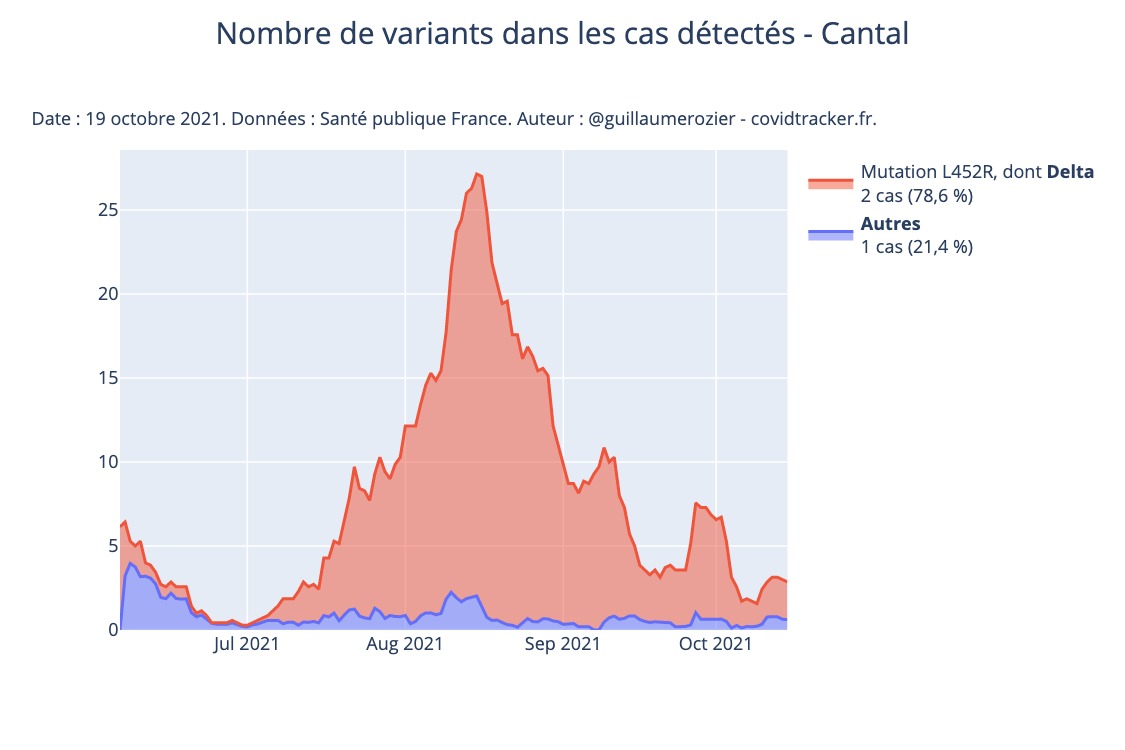 Nombre de variants dans les cas détectés - Cantal
Date : 19 octobre 2021. Données : Santé publique France. Auteur : @guillaumerozier - covidtracker.fr.
Mutation L452R, dont Delta
2 cas (78,6 %)
Autres
1 cas (21,4 %)
25
20
15
10
5
0
Jul 2021
Aug 2021
Sep 2021
Oct 2021